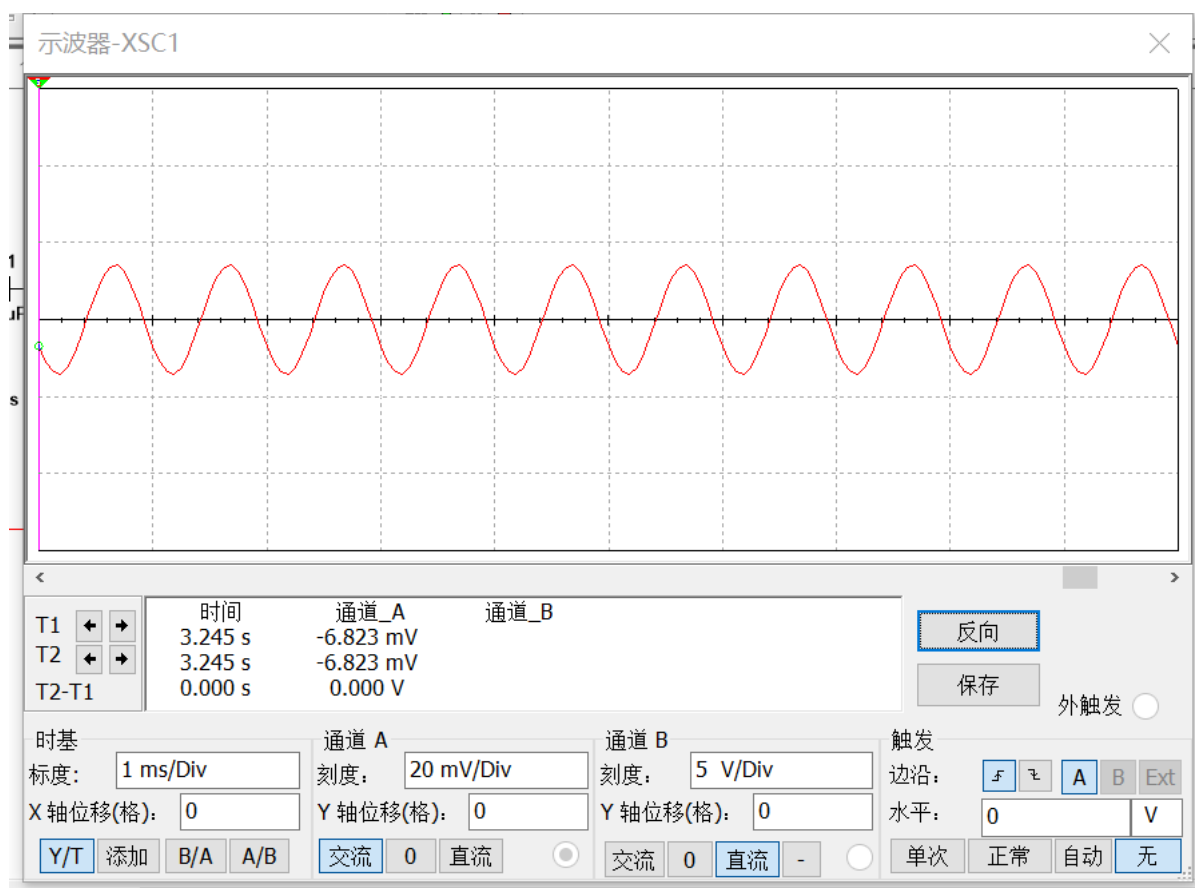 示波器-XSC1
1
uF
s
时间 通道_A 通道_B
T1 3.245 s -6.823 mV
T2 3.245 s -6.823 mV
T2-T1 0.000 s 0.000 V
反向
保存
外触发
时基
标度: 1 ms/Div
X 轴位移(格): 0
Y/T 添加 B/A A/B
通道 A
刻度: 20 mV/Div
Y 轴位移(格): 0
交流 0 直流
通道 B
刻度: 5 V/Div
Y 轴位移(格): 0
交流 0 直流 -
触发
边沿: A B Ext
水平: 0 V
单次 正常 自动 无